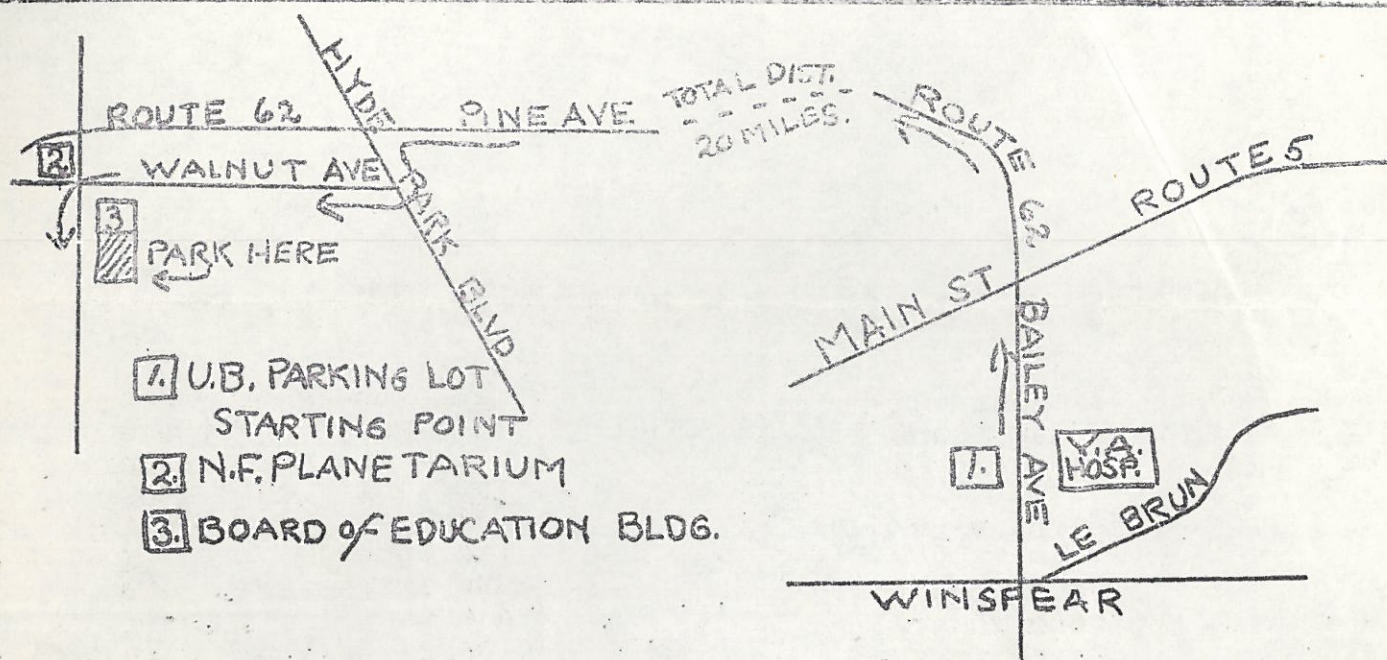 HYDE PARK BLVD
ROUTE 62
PINE AVE
TOTAL DIST.
20 MILES.
ROUTE 62
2.
WALNUT AVE
ROUTE 5
3
PARK HERE
MAIN ST
BAILEY AVE
1. U.B. PARKING LOT
STARTING POINT
2. N.F. PLANETARIUM
3. BOARD of EDUCATION BLDG.
1.
V.A.
HOSP.
LE BRUN
WINSPEAR